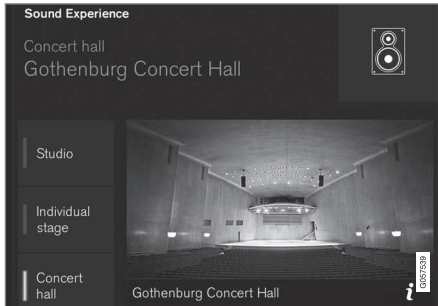 Sound Experience
Concert hall
Gothenburg Concert Hall
Studio
Individual
stage
Concert
hall
Gothenburg Concert Hall
i
G057539